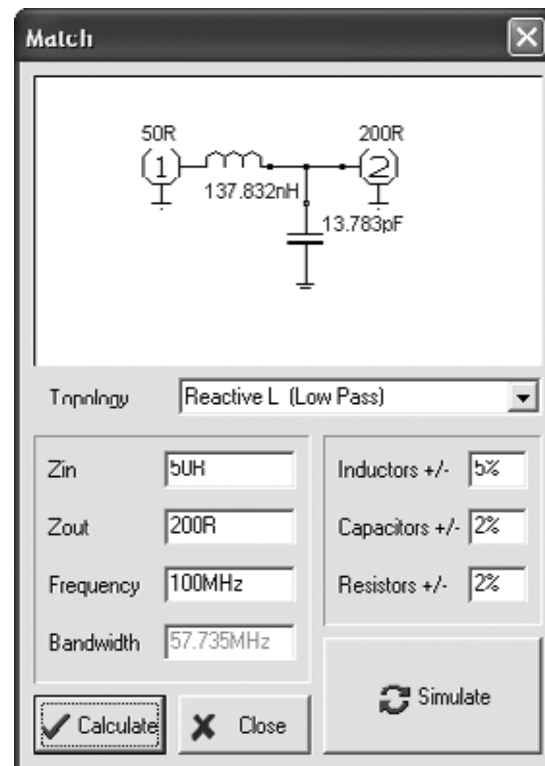 Match
50R 200R
1 2
137.832nH
13.783pF
Topology Reactive L (Low Pass)
Zin 50R Inductors +/- 5%
Zout 200R Capacitors +/- 2%
Frequency 100MHz Resistors +/- 2%
Bandwidth 57.735MHz
Simulate
Calculate Close